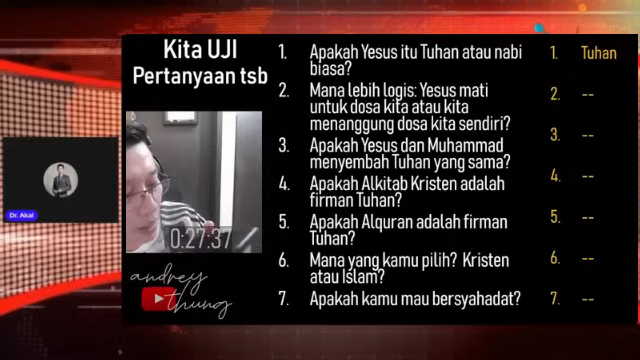 Kita UJI
Pertanyaan tsb
1. Apakah Yesus itu Tuhan atau nabi
biasa?
2. Mana lebih logis: Yesus mati
untuk dosa kita atau kita
menanggung dosa kita sendiri?
3. Apakah Yesus dan Muhammad
menyembah Tuhan yang sama?
4. Apakah Alkitab Kristen adalah
firman Tuhan?
5. Apakah Alquran adalah firman
Tuhan?
6. Mana yang kamu pilih? Kristen
atau Islam?
7. Apakah kamu mau bersyahadat?
1. Tuhan
2. --
3. --
4. --
5. --
6. --
7. --
0:27:37
andrey
thung
Dr. Akal